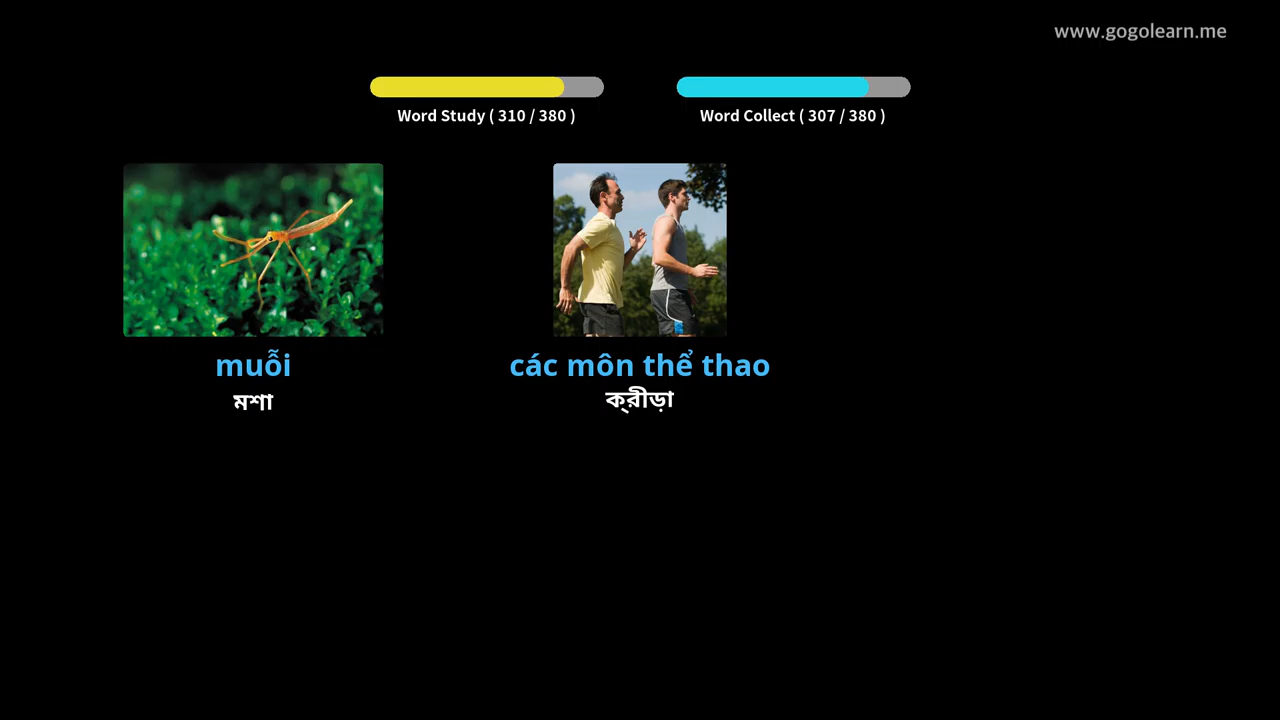 www.gogolearn.me
Word Study ( 310 / 380 )
Word Collect ( 307 / 380 )
muỗi
মশা
các môn thể thao
ক্রীড়া